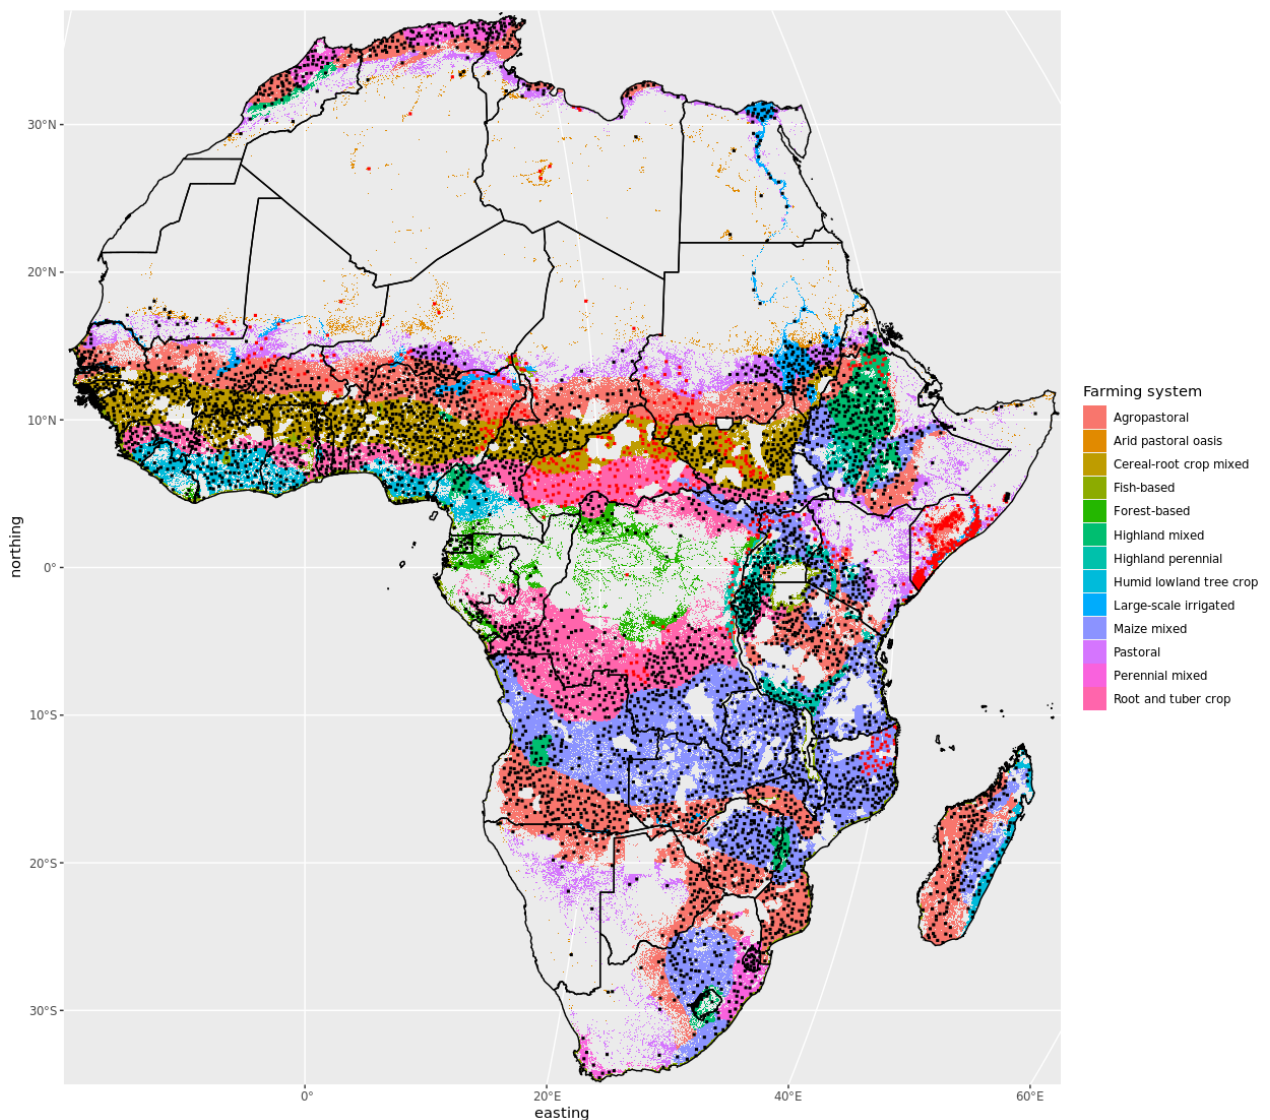 30°N
20°N
10°N
0°
10°S
20°S
30°S
northing
0°
20°E
40°E
60°E
easting
Farming system
Agropastoral
Arid pastoral oasis
Cereal-root crop mixed
Fish-based
Forest-based
Highland mixed
Highland perennial
Humid lowland tree crop
Large-scale irrigated
Maize mixed
Pastoral
Perennial mixed
Root and tuber crop